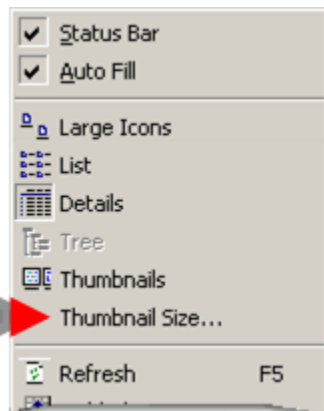 Status Bar
Auto Fill
Large Icons
List
Details
Tree
Thumbnails
Thumbnail Size...
Refresh F5